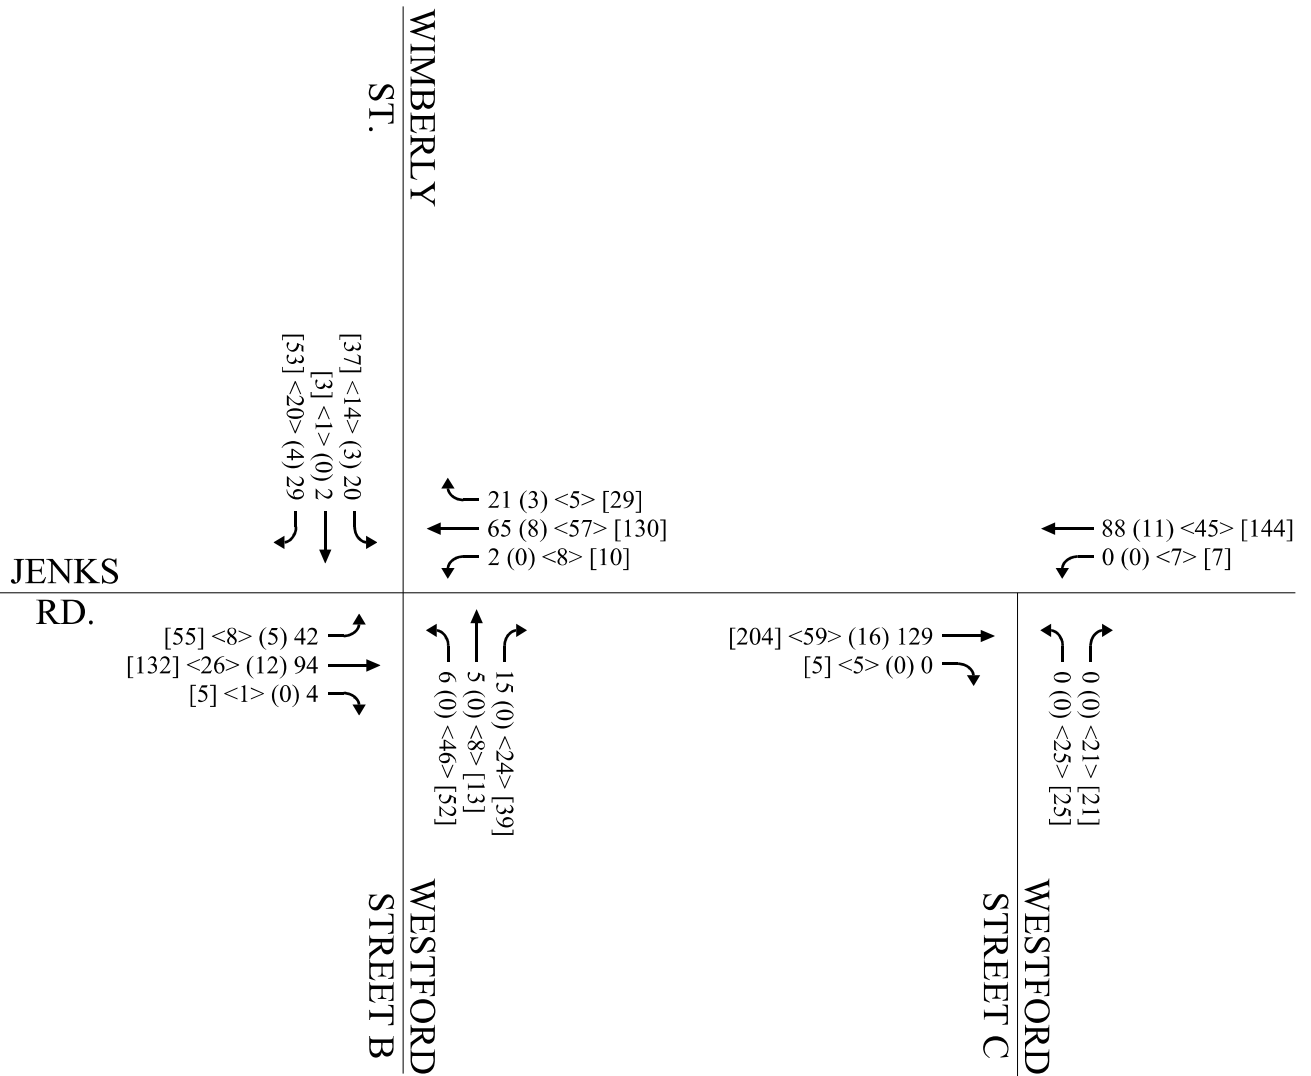 WIMBERLY
ST.
[53] <20> (4) 29
[3] <1> (0) 2
[37] <14> (3) 20
21 (3) <5> [29]
65 (8) <57> [130]
2 (0) <8> [10]
88 (11) <45> [144]
0 (0) <7> [7]
JENKS
RD.
[55] <8> (5) 42
[132] <26> (12) 94
[5] <1> (0) 4
6 (0) <46> [52]
5 (0) <8> [13]
15 (0) <24> [39]
[204] <59> (16) 129
[5] <5> (0) 0
0 (0) <25> [25]
0 (0) <21> [21]
WESTFORD
STREET B
WESTFORD
STREET C